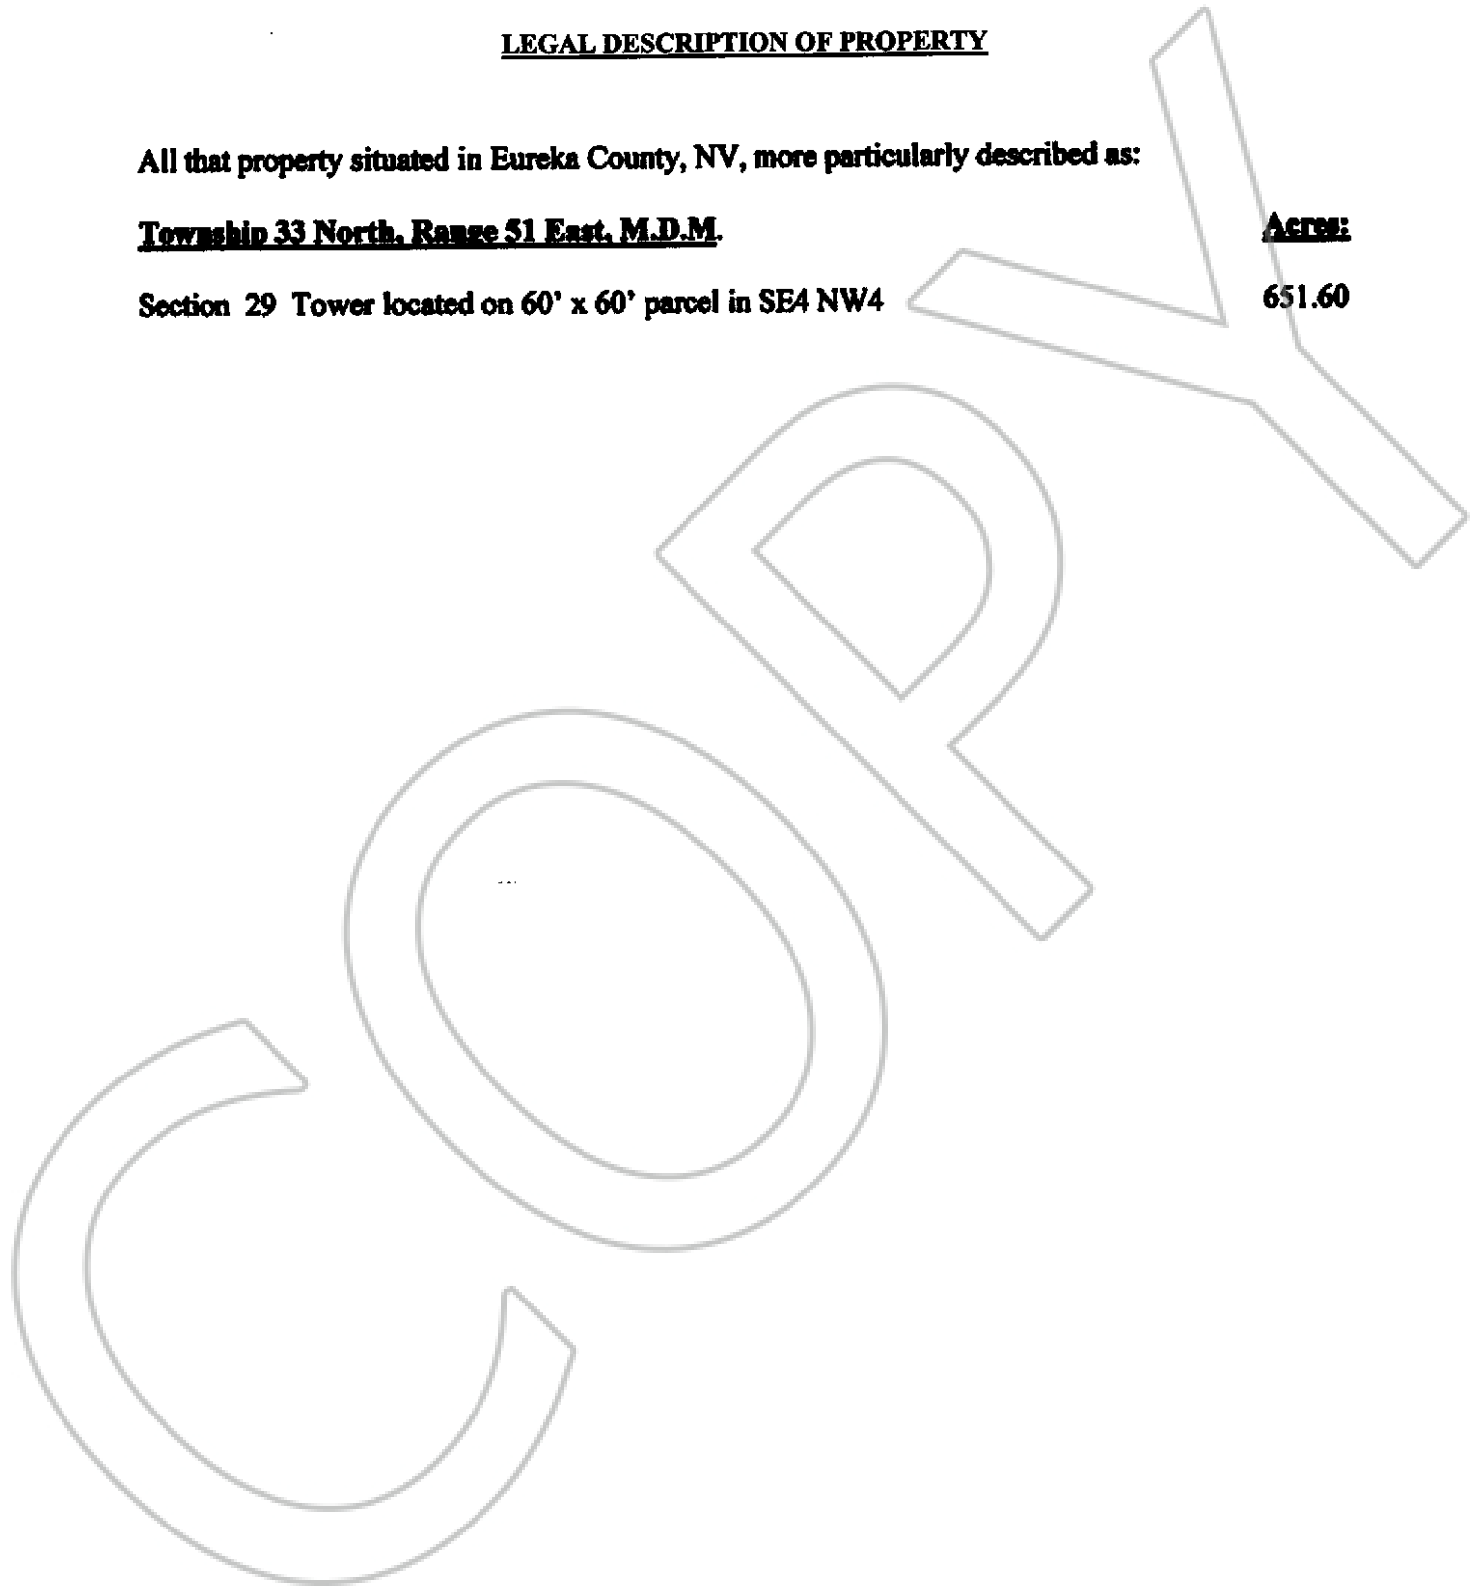 LEGAL DESCRIPTION OF PROPERTY
All that property situated in Eureka County, NV, more particularly described as:
Township 33 North, Range 51 East, M.D.M. Acres:
Section 29 Tower located on 60' x 60' parcel in SE4 NW4 651.60
COPY